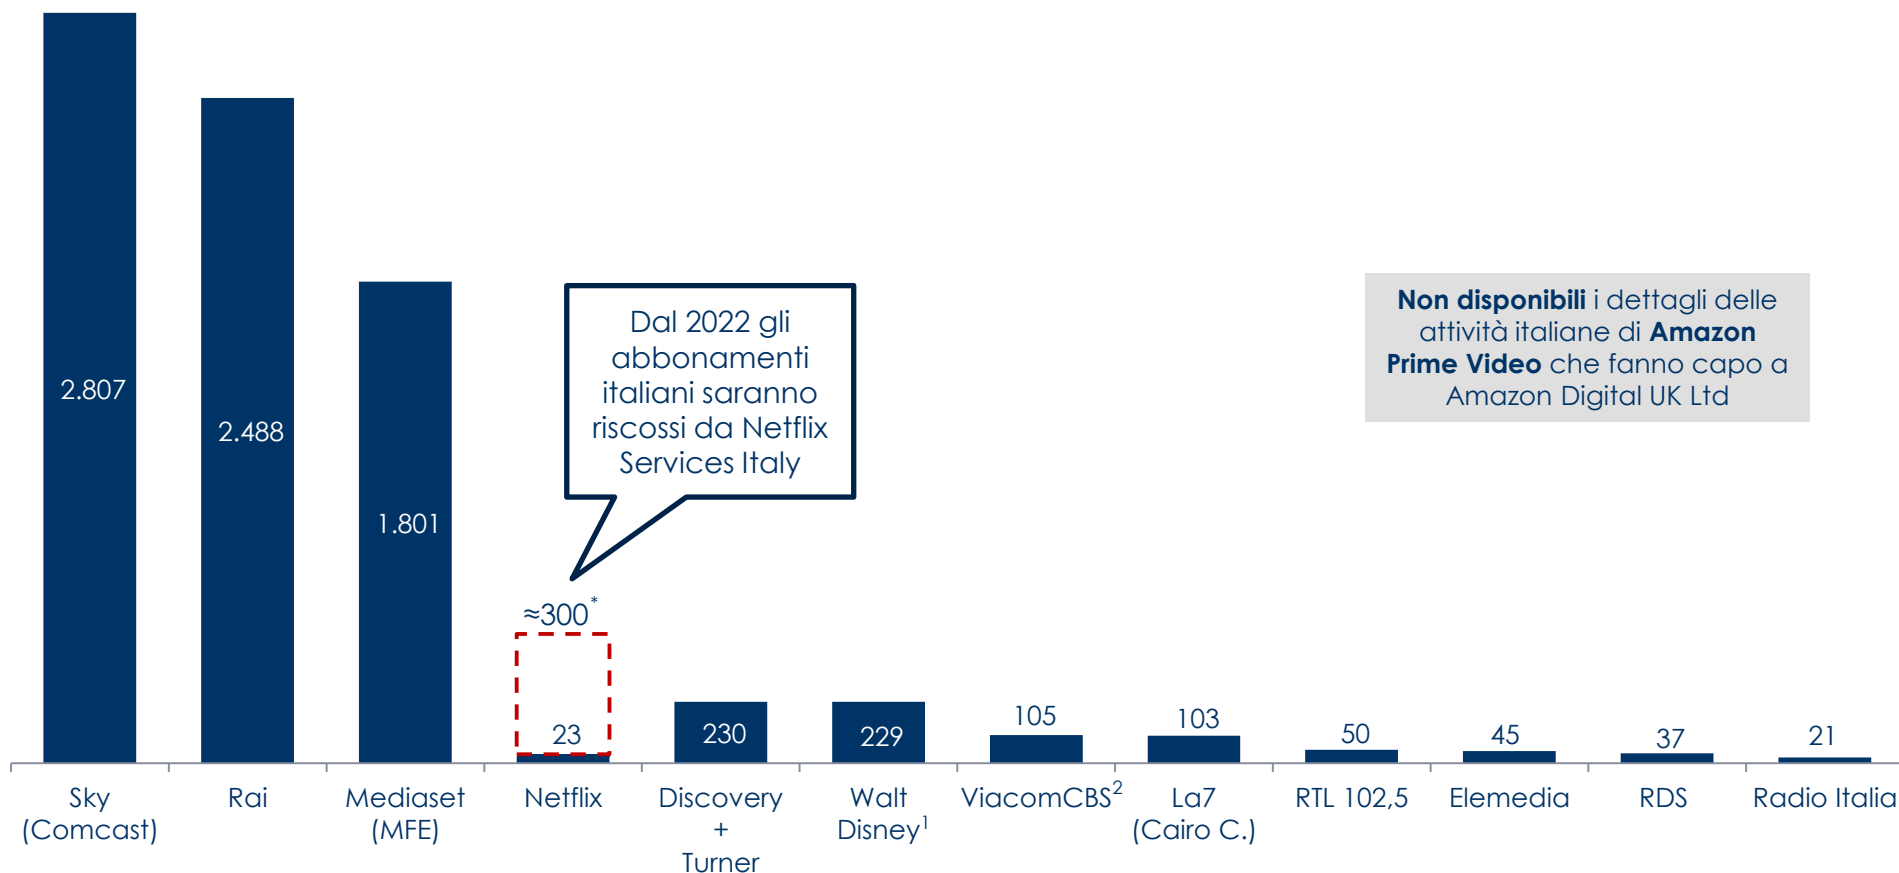 2.807
2.488
1.801
Dal 2022 gli
abbonamenti
italiani saranno
riscossi da Netflix
Services Italy
Non disponibili i dettagli delle
attività italiane di Amazon
Prime Video che fanno capo a
Amazon Digital UK Ltd
≈300*
23
230
229
105
103
50
45
37
21
Sky
(Comcast)
Rai
Mediaset
(MFE)
Netflix
Discovery
+
Turner
Walt
Disney¹
ViacomCBS²
La7
(Cairo C.)
RTL 102,5
Elemedia
RDS
Radio Italia